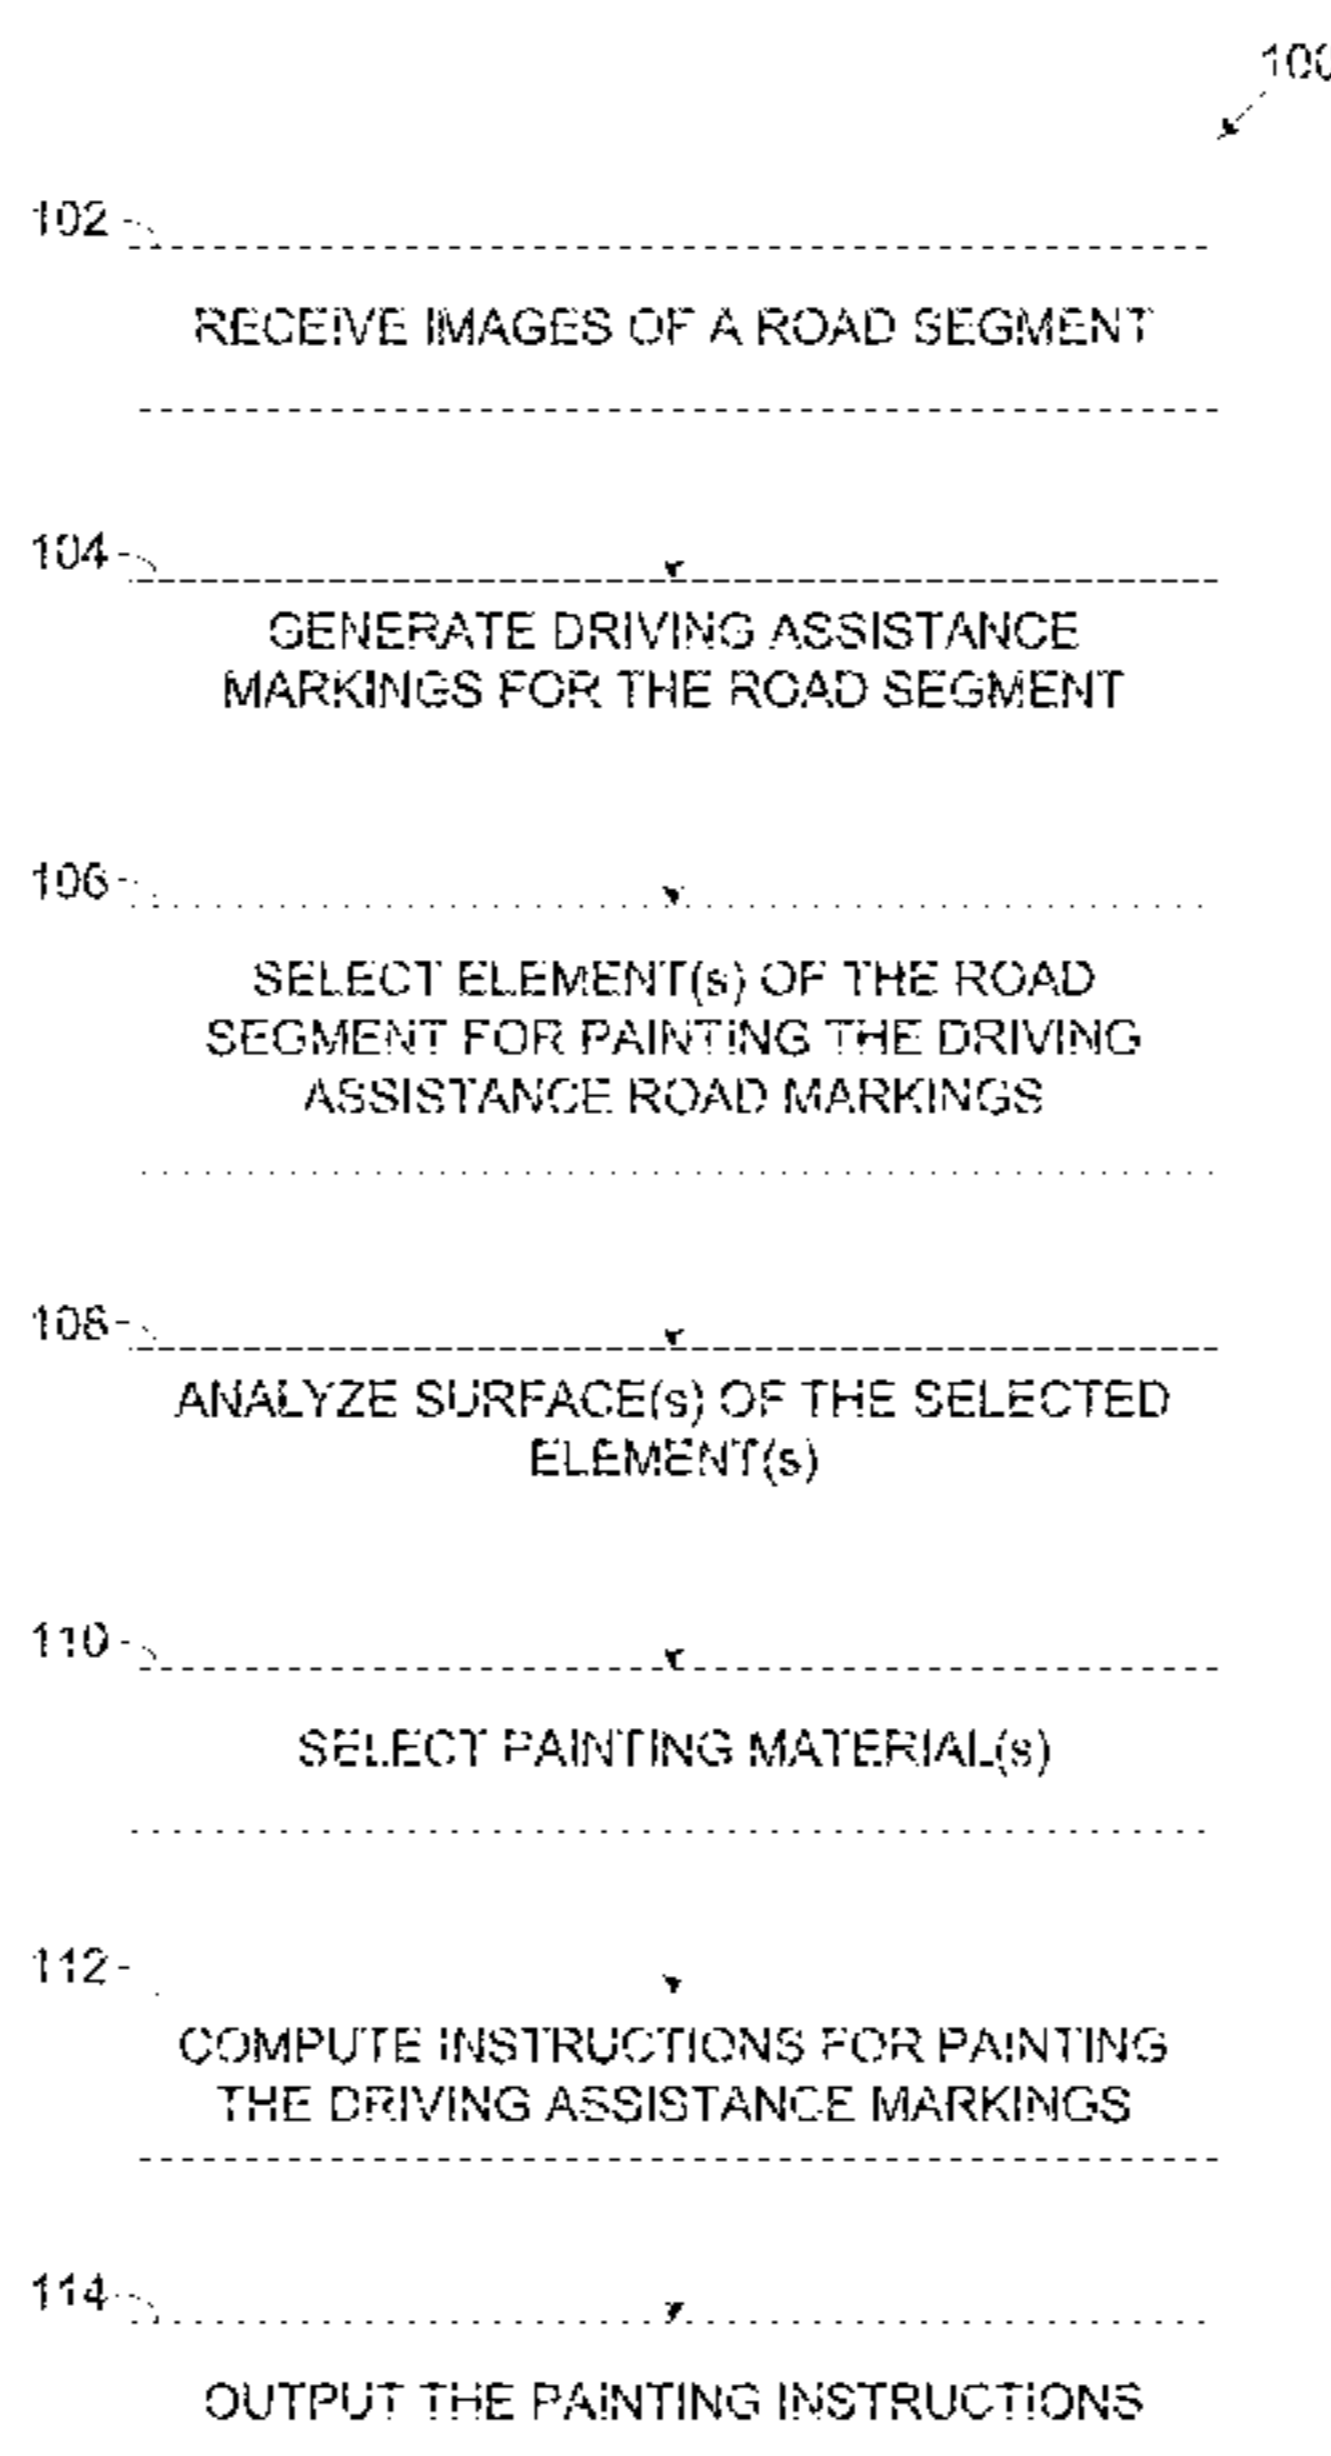 100
102
RECEIVE IMAGES OF A ROAD SEGMENT
104
GENERATE DRIVING ASSISTANCE
MARKINGS FOR THE ROAD SEGMENT
106
SELECT ELEMENT(s) OF THE ROAD
SEGMENT FOR PAINTING THE DRIVING
ASSISTANCE ROAD MARKINGS
108
ANALYZE SURFACE(s) OF THE SELECTED
ELEMENT(s)
110
SELECT PAINTING MATERIAL(s)
112
COMPUTE INSTRUCTIONS FOR PAINTING
THE DRIVING ASSISTANCE MARKINGS
114
OUTPUT THE PAINTING INSTRUCTIONS